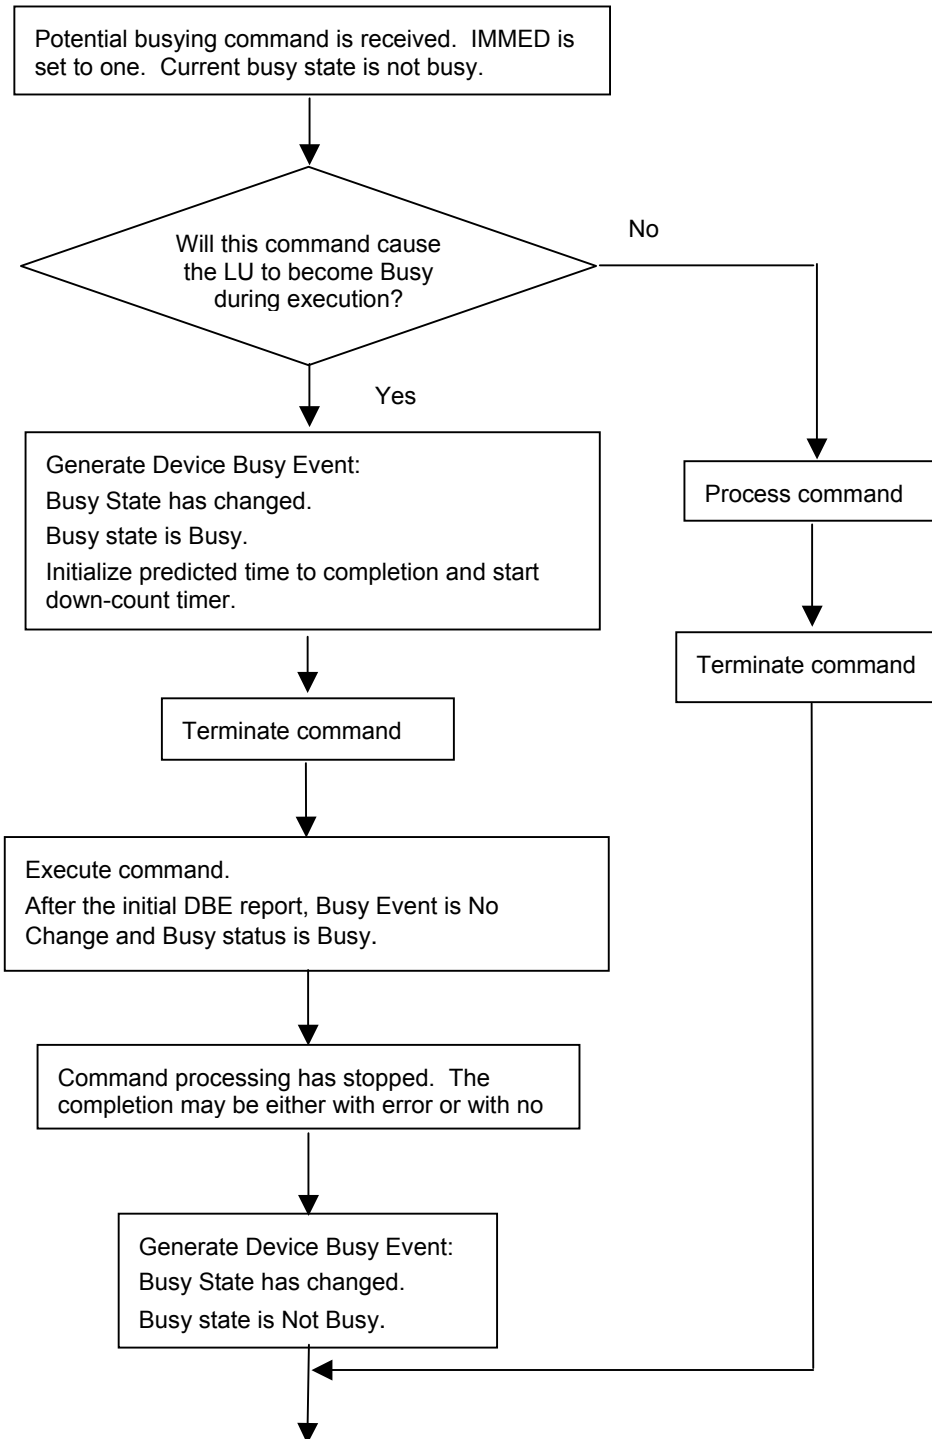 Potential busying command is received.  IMMED is
set to one.  Current busy state is not busy.
Will this command cause
the LU to become Busy
during execution?
No
Yes
Generate Device Busy Event:
Busy State has changed.
Busy state is Busy.
Initialize predicted time to completion and start
down-count timer.
Process command
Terminate command
Terminate command
Execute command.
After the initial DBE report, Busy Event is No
Change and Busy status is Busy.
Command processing has stopped.  The
completion may be either with error or with no
Generate Device Busy Event:
Busy State has changed.
Busy state is Not Busy.